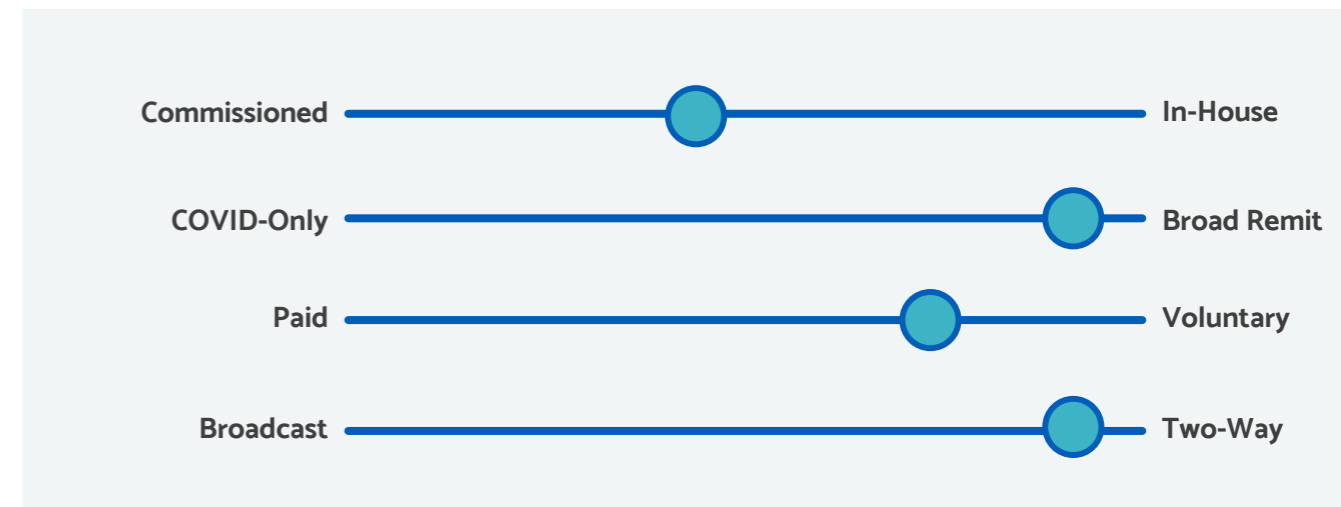 Commissioned In-House
COVID-Only Broad Remit
Paid Voluntary
Broadcast Two-Way